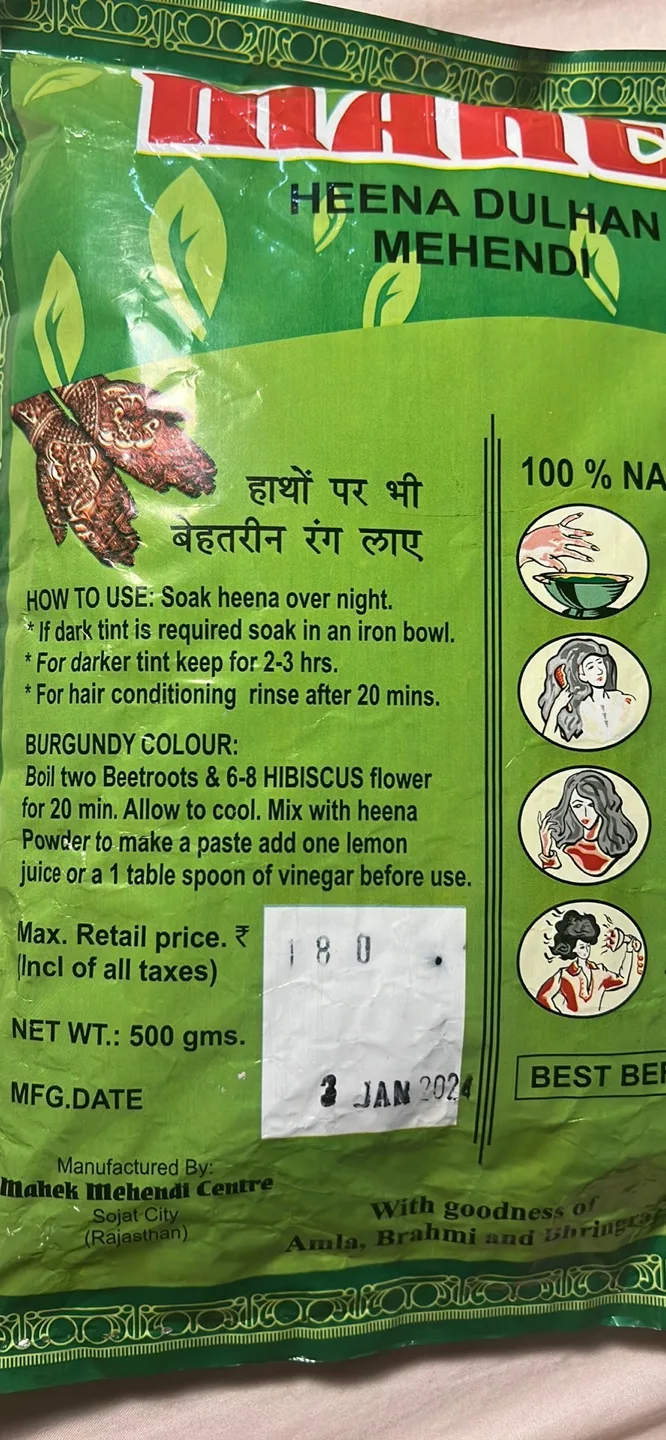 HEENA DULHAN
MEHENDI
हाथों पर भी
बेहतरीन रंग लाए
HOW TO USE: Soak heena over night.
* If dark tint is required soak in an iron bowl.
* For darker tint keep for 2-3 hrs.
* For hair conditioning rinse after 20 mins.
BURGUNDY COLOUR:
Boil two Beetroots & 6-8 HIBISCUS flower
for 20 min. Allow to cool. Mix with heena
Powder to make a paste add one lemon
juice or a 1 table spoon of vinegar before use.
Max. Retail price. ₹ 180
(Incl of all taxes)
NET WT.: 500 gms.
MFG.DATE 3 JAN 2024
Manufactured By:
Mahek Mehendi Centre
Sojat City
(Rajasthan)
100 %
BEST
With goodness of
Amla, Brahmi and